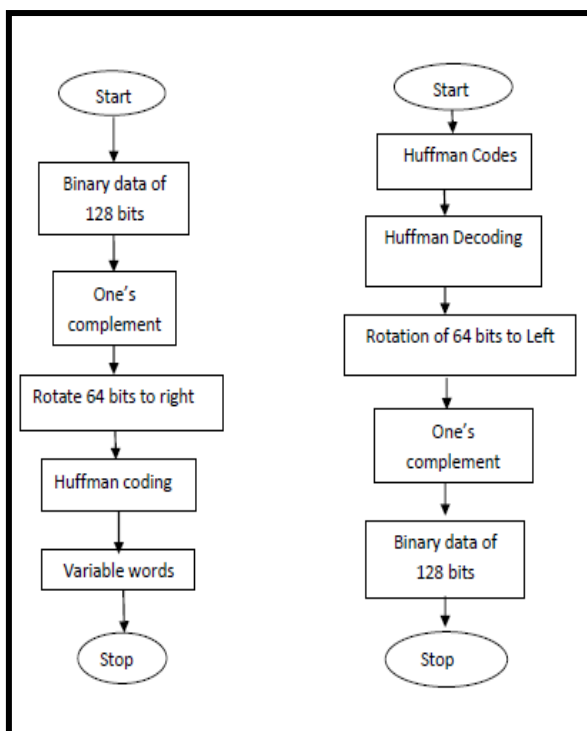 Start
Binary data of
128 bits
One's
complement
Rotate 64 bits to right
Huffman coding
Variable words
Stop
Start
Huffman Codes
Huffman Decoding
Rotation of 64 bits to Left
One's
complement
Binary data of
128 bits
Stop